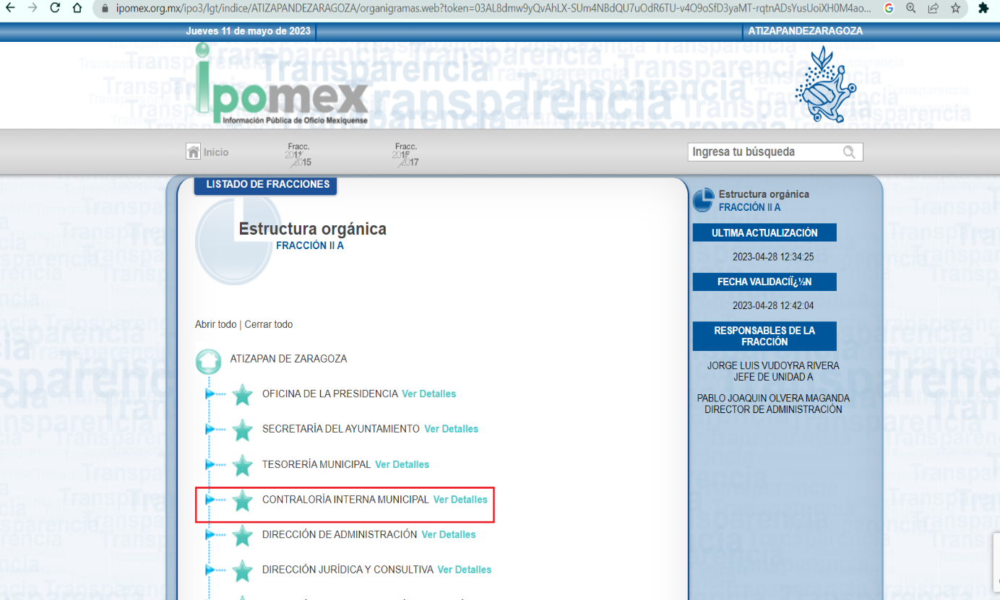 ipomex.org.mx/ipo3/lgt/indice/ATIZAPANDEZARAGOZA/organigramas.web?token=03AL8dmw9yQvAhLX-SUm4NBdQU7uOdR6TU-v4O9oSfD3yaMT-rqtnADsYusUoiXH0M4ao...
Jueves 11 de mayo de 2023
ATIZAPANDEZARAGOZA
Transparencia
ipomex
Información Pública de Oficio Mexiquense
Inicio
Fracc.
2011
2015
Fracc.
2015
2017
Ingresa tu búsqueda
LISTADO DE FRACCIONES
Estructura orgánica
FRACCIÓN II A
Abrir todo | Cerrar todo
ATIZAPAN DE ZARAGOZA
OFICINA DE LA PRESIDENCIA Ver Detalles
SECRETARÍA DEL AYUNTAMIENTO Ver Detalles
TESORERÍA MUNICIPAL Ver Detalles
CONTRALORÍA INTERNA MUNICIPAL Ver Detalles
DIRECCIÓN DE ADMINISTRACIÓN Ver Detalles
DIRECCIÓN JURÍDICA Y CONSULTIVA Ver Detalles
Estructura orgánica
FRACCIÓN II A
ULTIMA ACTUALIZACIÓN
2023-04-28 12:34:25
FECHA VALIDACIÏ¿½N
2023-04-28 12:42:04
RESPONSABLES DE LA
FRACCIÓN
JORGE LUIS VUDOYRA RIVERA
JEFE DE UNIDAD A
PABLO JOAQUIN OLVERA MAGANDA
DIRECTOR DE ADMINISTRACIÓN